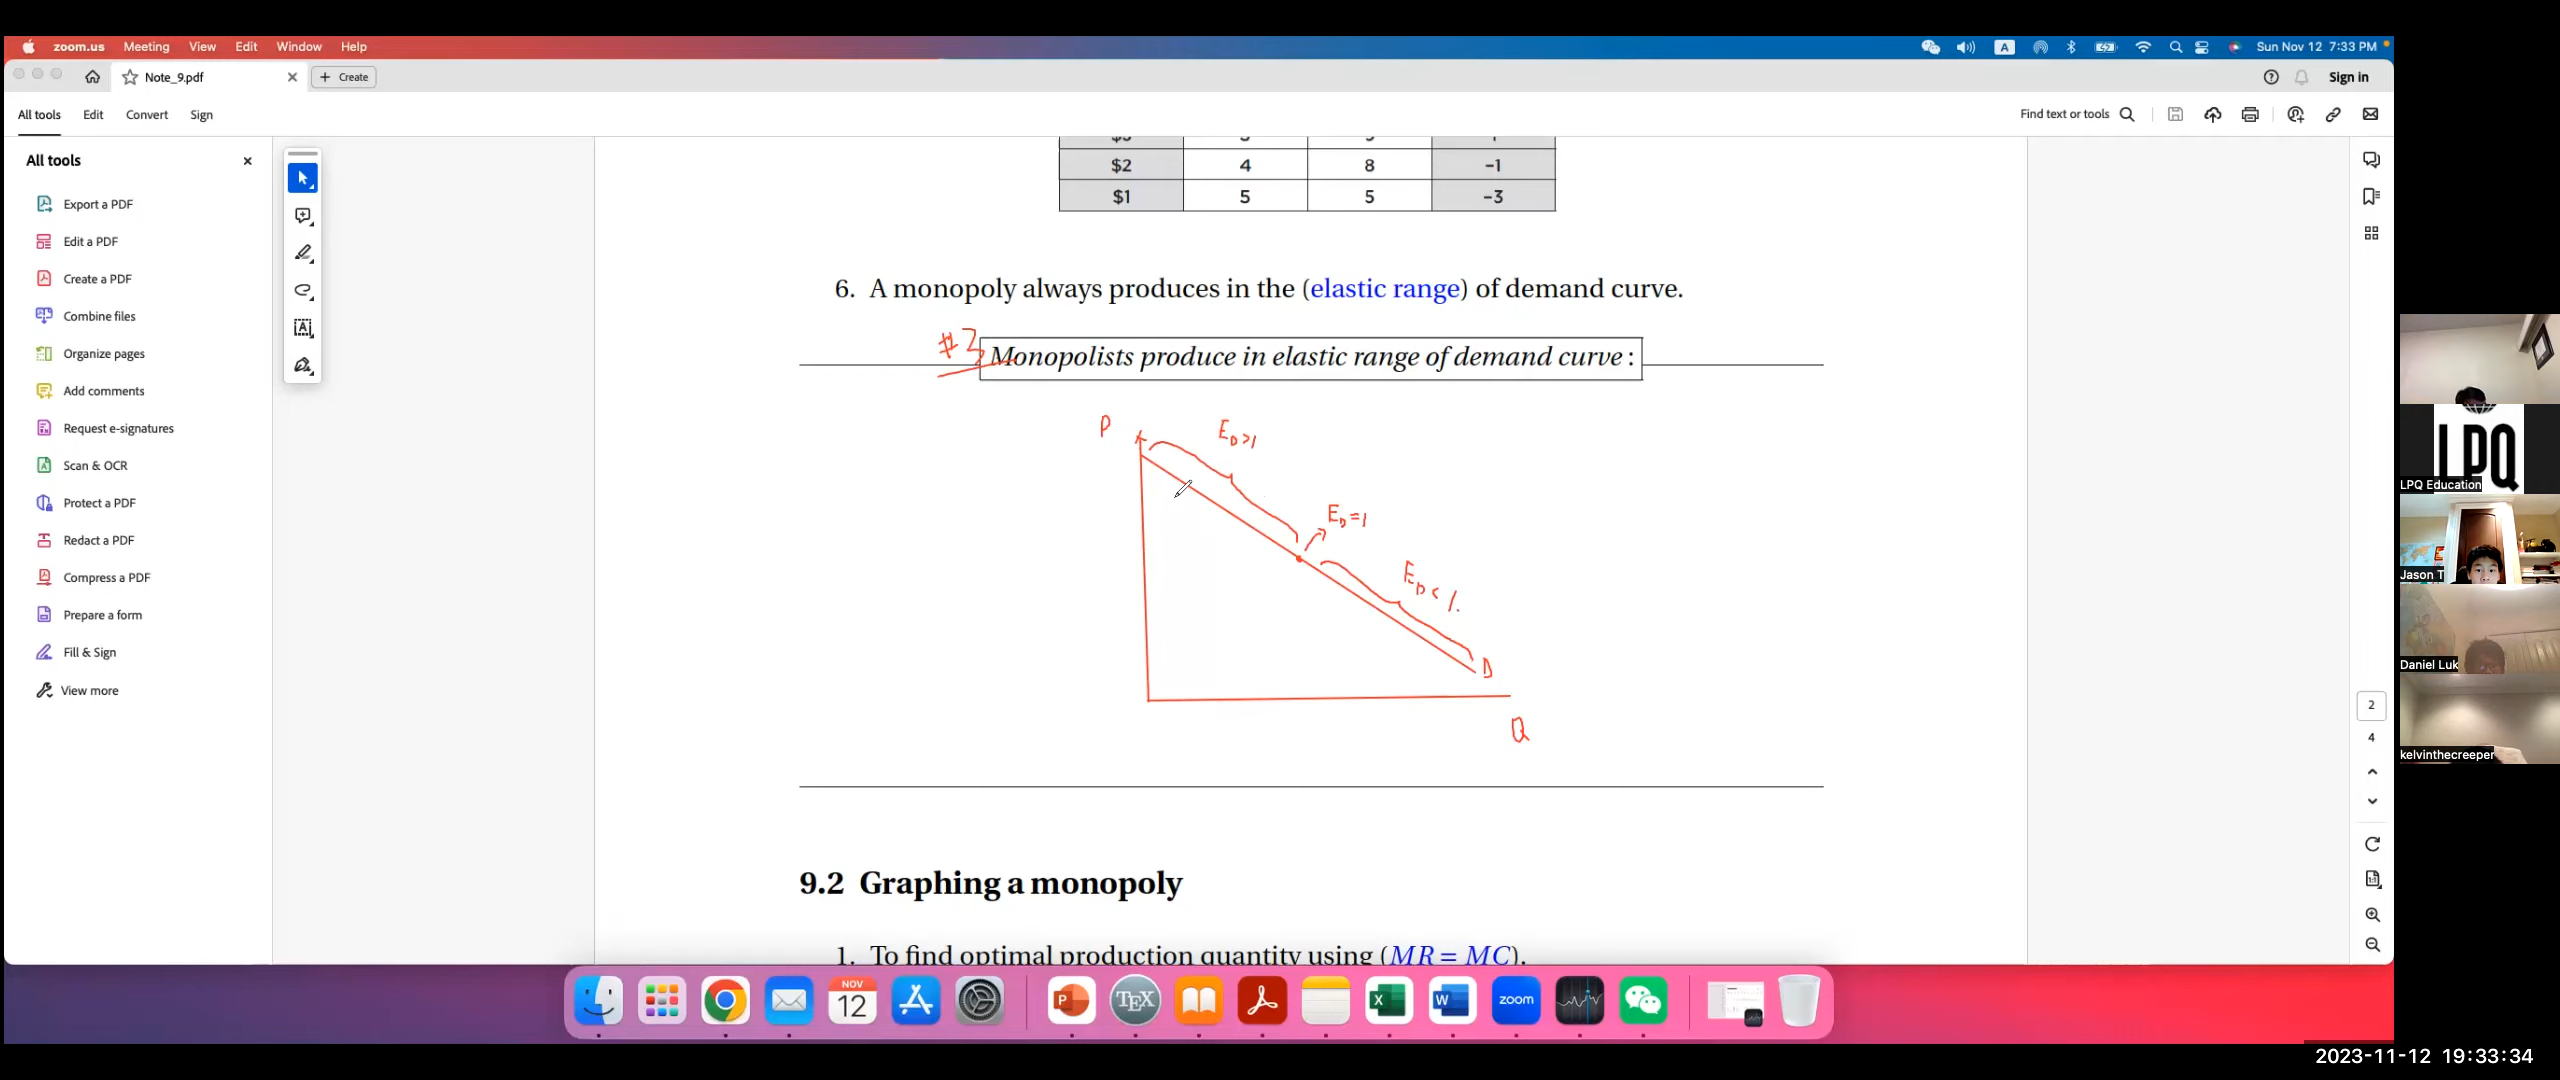 zoom.us Meeting View Edit Window Help
A
Sun Nov 12 7:33 PM
Note_9.pdf
+ Create
Sign in
All tools Edit Convert Sign
Find text or tools
All tools
Export a PDF
Edit a PDF
Create a PDF
Combine files
Organize pages
Add comments
Request e-signatures
Scan & OCR
Protect a PDF
Redact a PDF
Compress a PDF
Prepare a form
Fill & Sign
View more
$2 4 8 −1
$1 5 5 −3
6. A monopoly always produces in the (elastic range) of demand curve.
#3
Monopolists produce in elastic range of demand curve :
P
E_D>1
E_D=1
E_D<1.
D
Q
9.2 Graphing a monopoly
1. To find optimal production quantity using (MR = MC).
2
4
LPQ
LPQ Education
Jason T
Daniel Luk
kelvinthecreeper
NOV
12
P
TEX
X
W
zoom
2023-11-12 19:33:34